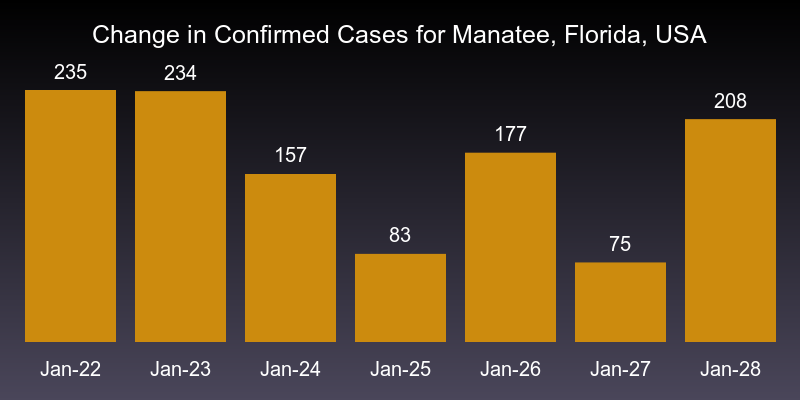 Change in Confirmed Cases for Manatee, Florida, USA
235
234
157
83
177
75
208
Jan-22
Jan-23
Jan-24
Jan-25
Jan-26
Jan-27
Jan-28